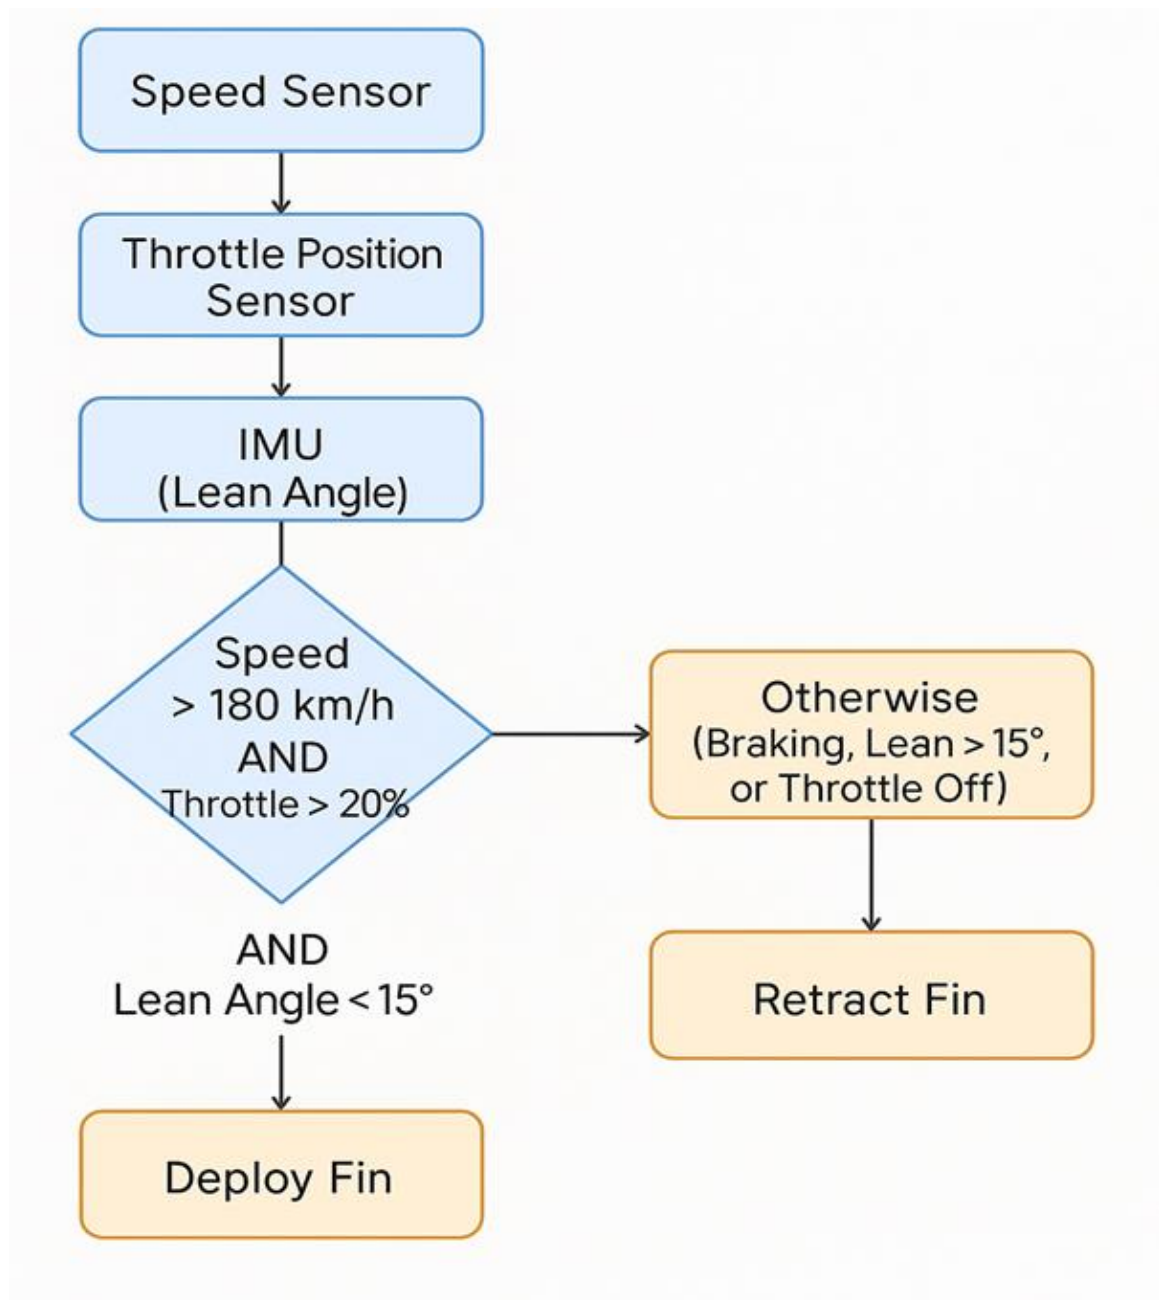 Speed Sensor
Throttle Position
Sensor
IMU
(Lean Angle)
Speed
> 180 km/h
AND
Throttle > 20%
AND
Lean Angle < 15°
Deploy Fin
Otherwise
(Braking, Lean > 15°,
or Throttle Off)
Retract Fin